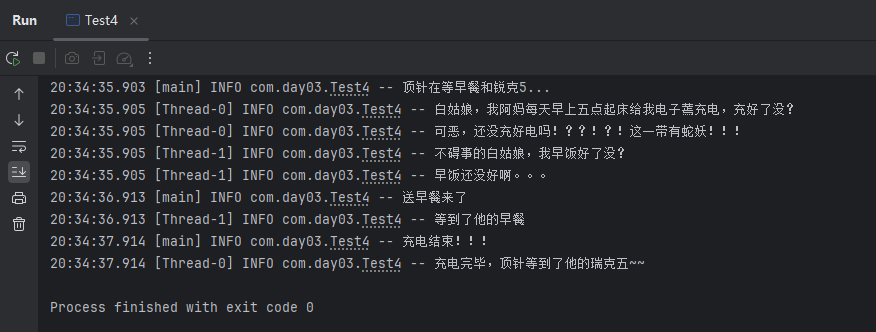 Run
Test4
20:34:35.903 [main] INFO com.day03.Test4 -- 顶针在等早餐和锐克5...
20:34:35.905 [Thread-0] INFO com.day03.Test4 -- 白姑娘，我阿妈每天早上五点起床给我电子蒸充电，充好了没？
20:34:35.905 [Thread-0] INFO com.day03.Test4 -- 可恶，还没充好电吗！？？！？！这一带有蛇妖！！！
20:34:35.905 [Thread-1] INFO com.day03.Test4 -- 不碍事的白姑娘，我早饭好了没？
20:34:35.905 [Thread-1] INFO com.day03.Test4 -- 早饭还没好啊。。。
20:34:36.913 [main] INFO com.day03.Test4 -- 送早餐来了
20:34:36.913 [Thread-1] INFO com.day03.Test4 -- 等到了他的早餐
20:34:37.914 [main] INFO com.day03.Test4 -- 充电结束！！！
20:34:37.914 [Thread-0] INFO com.day03.Test4 -- 充电完毕，顶针等到了他的瑞克五~~
Process finished with exit code 0